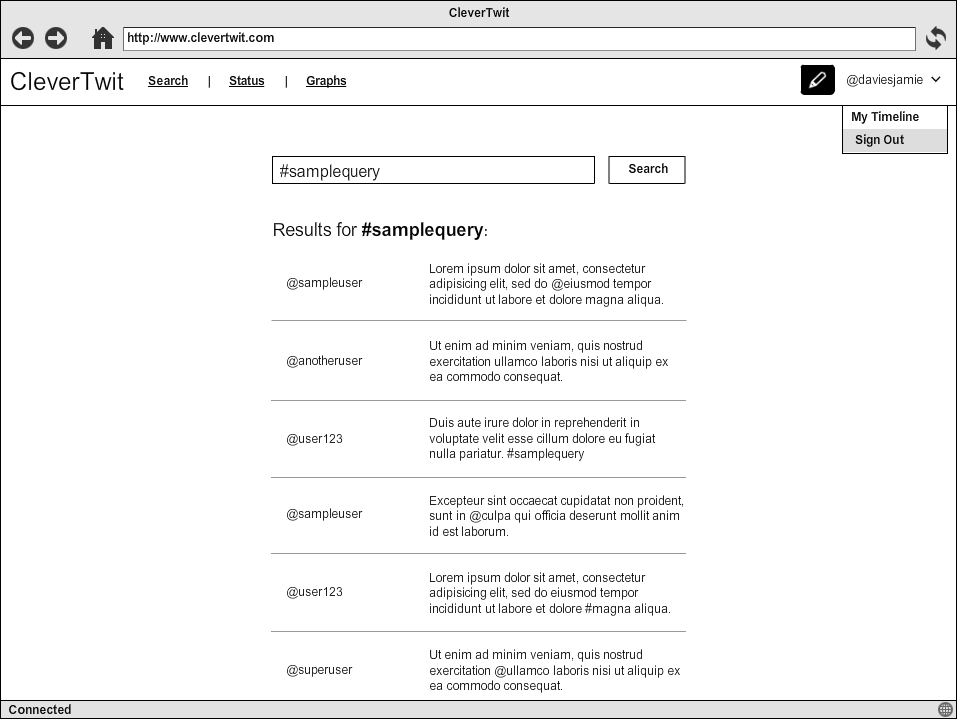 CleverTwit
http://www.clevertwit.com
CleverTwit Search | Status | Graphs @daviesjamie
My Timeline
Sign Out
#samplequery Search
Results for #samplequery:
@sampleuser
Lorem ipsum dolor sit amet, consectetur
adipisicing elit, sed do @eiusmod tempor
incididunt ut labore et dolore magna aliqua.
@anotheruser
Ut enim ad minim veniam, quis nostrud
exercitation ullamco laboris nisi ut aliquip ex
ea commodo consequat.
@user123
Duis aute irure dolor in reprehenderit in
voluptate velit esse cillum dolore eu fugiat
nulla pariatur. #samplequery
@sampleuser
Excepteur sint occaecat cupidatat non proident,
sunt in @culpa qui officia deserunt mollit anim
id est laborum.
@user123
Lorem ipsum dolor sit amet, consectetur
adipisicing elit, sed do eiusmod tempor
incididunt ut labore et dolore #magna aliqua.
@superuser
Ut enim ad minim veniam, quis nostrud
exercitation @ullamco laboris nisi ut aliquip ex
ea commodo consequat.
Connected